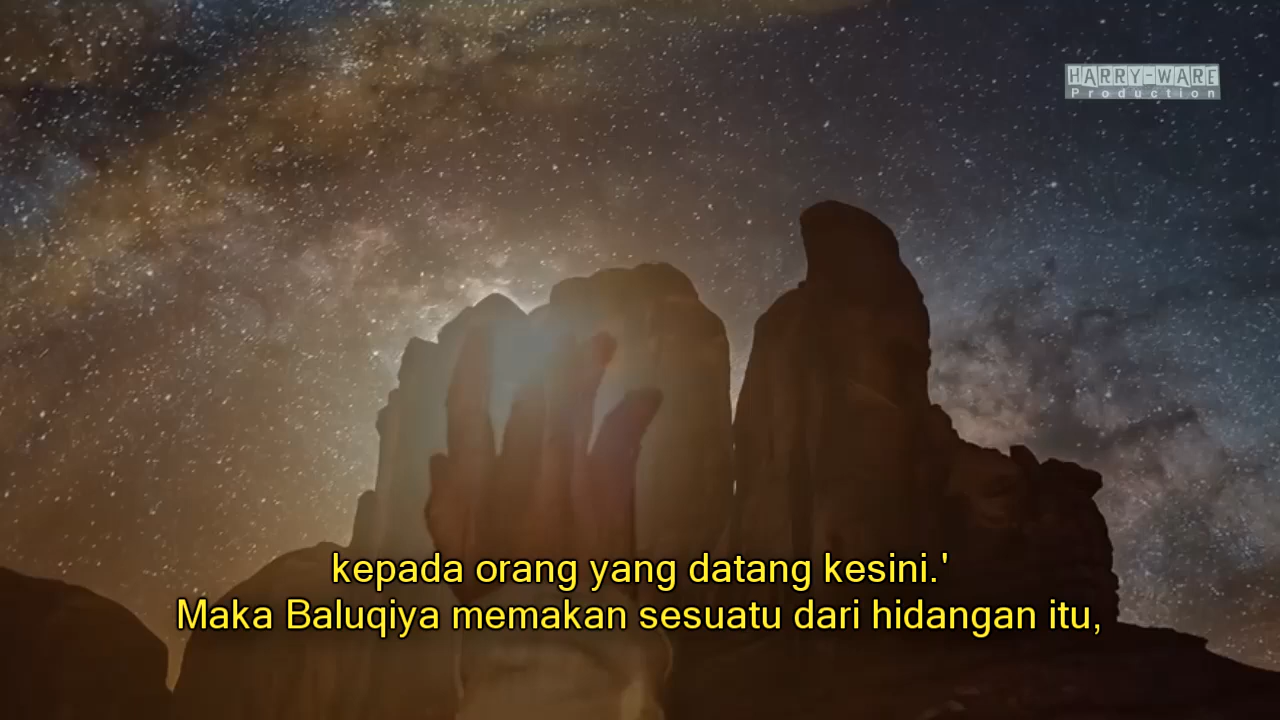 HARRY-WARE
Production
kepada orang yang datang kesini.'
Maka Baluqiya memakan sesuatu dari hidangan itu,